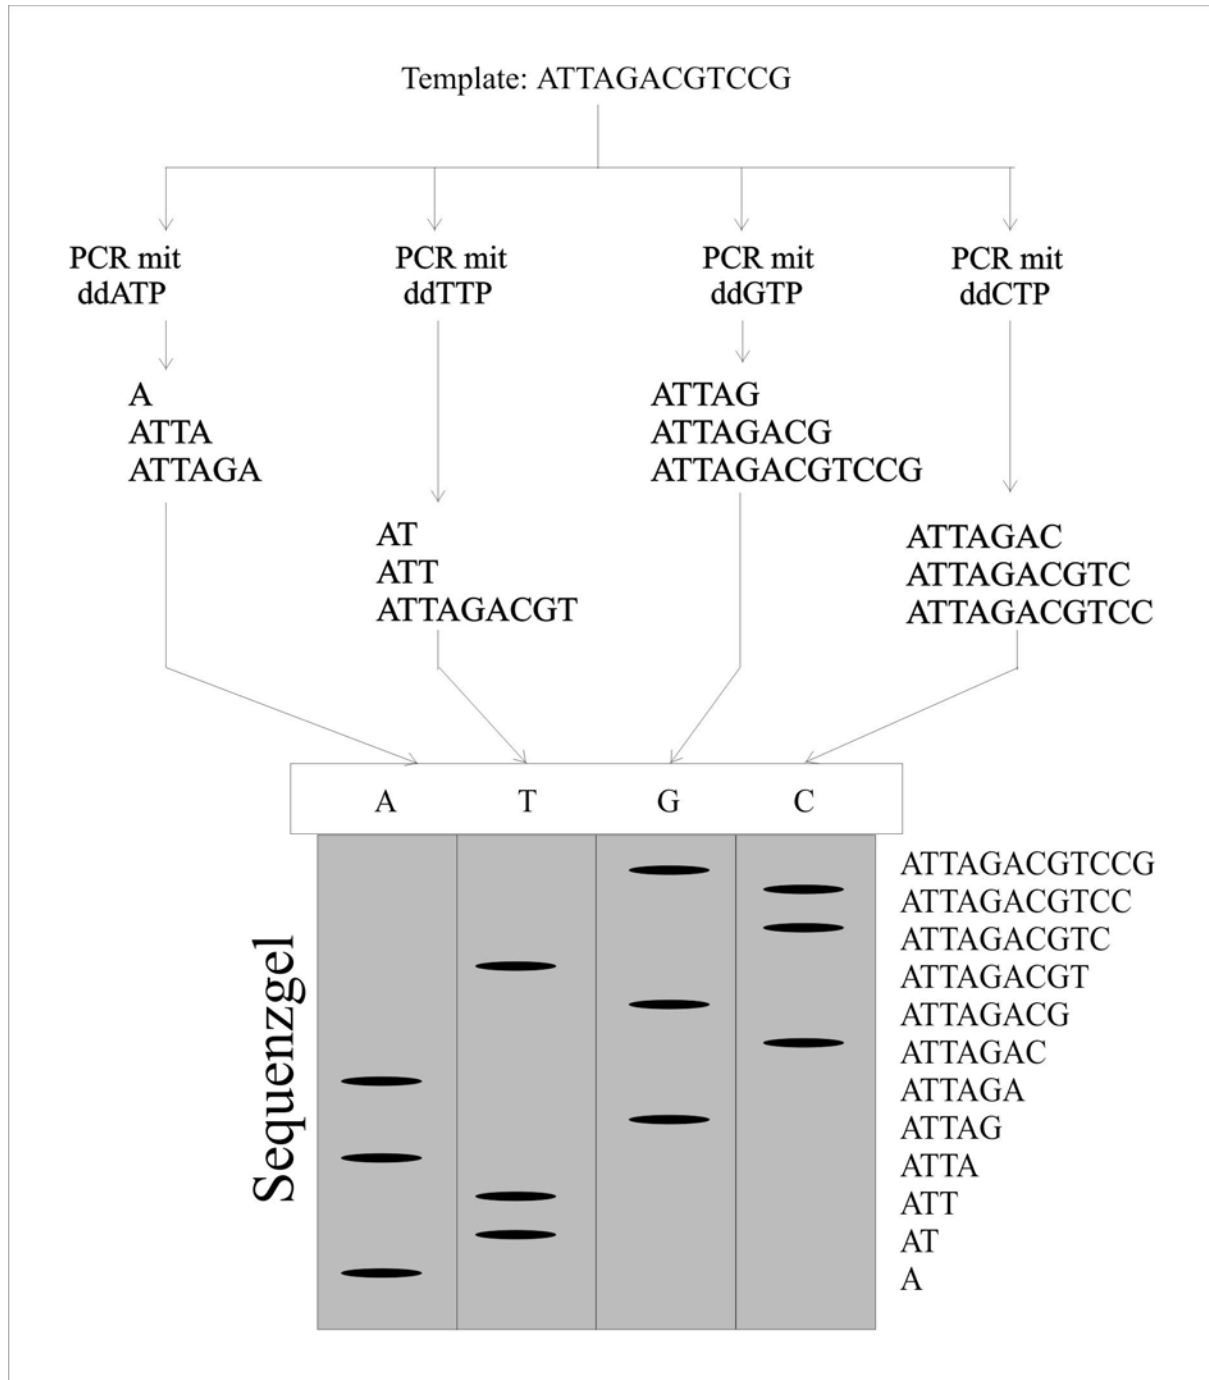 Template: ATTAGACGTCCG
PCR mit
ddATP
PCR mit
ddTTP
PCR mit
ddGTP
PCR mit
ddCTP
A
ATTA
ATTAGA
AT
ATT
ATTAGACGT
ATTAG
ATTAGACG
ATTAGACGTCCG
ATTAGAC
ATTAGACGTC
ATTAGACGTCC
A T G C
Sequenzgel
ATTAGACGTCCG
ATTAGACGTCC
ATTAGACGTC
ATTAGACGT
ATTAGACG
ATTAGAC
ATTAGA
ATTAG
ATTA
ATT
AT
A